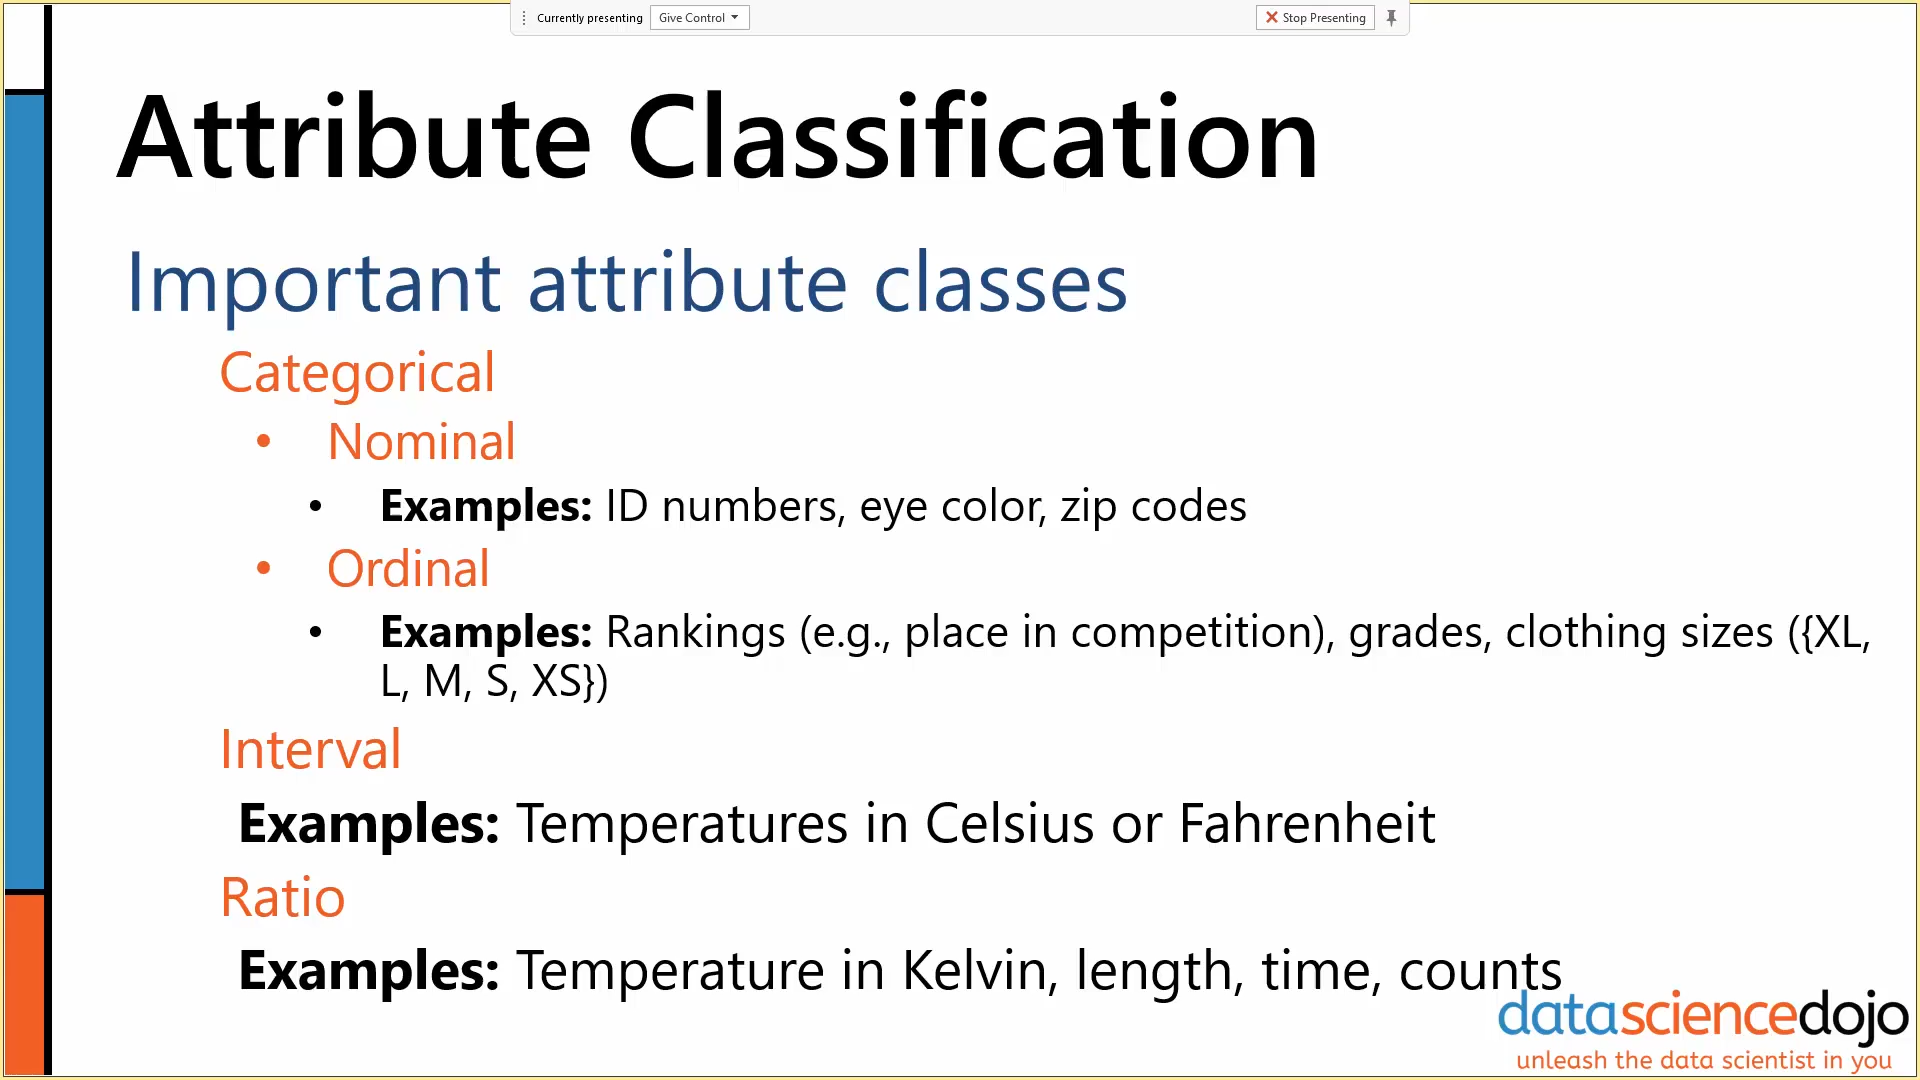 Currently presenting Give Control Stop Presenting
Attribute Classification
Important attribute classes
Categorical
• Nominal
• Examples: ID numbers, eye color, zip codes
• Ordinal
• Examples: Rankings (e.g., place in competition), grades, clothing sizes ({XL,
L, M, S, XS})
Interval
Examples: Temperatures in Celsius or Fahrenheit
Ratio
Examples: Temperature in Kelvin, length, time, counts
datasciencedojo
unleash the data scientist in you